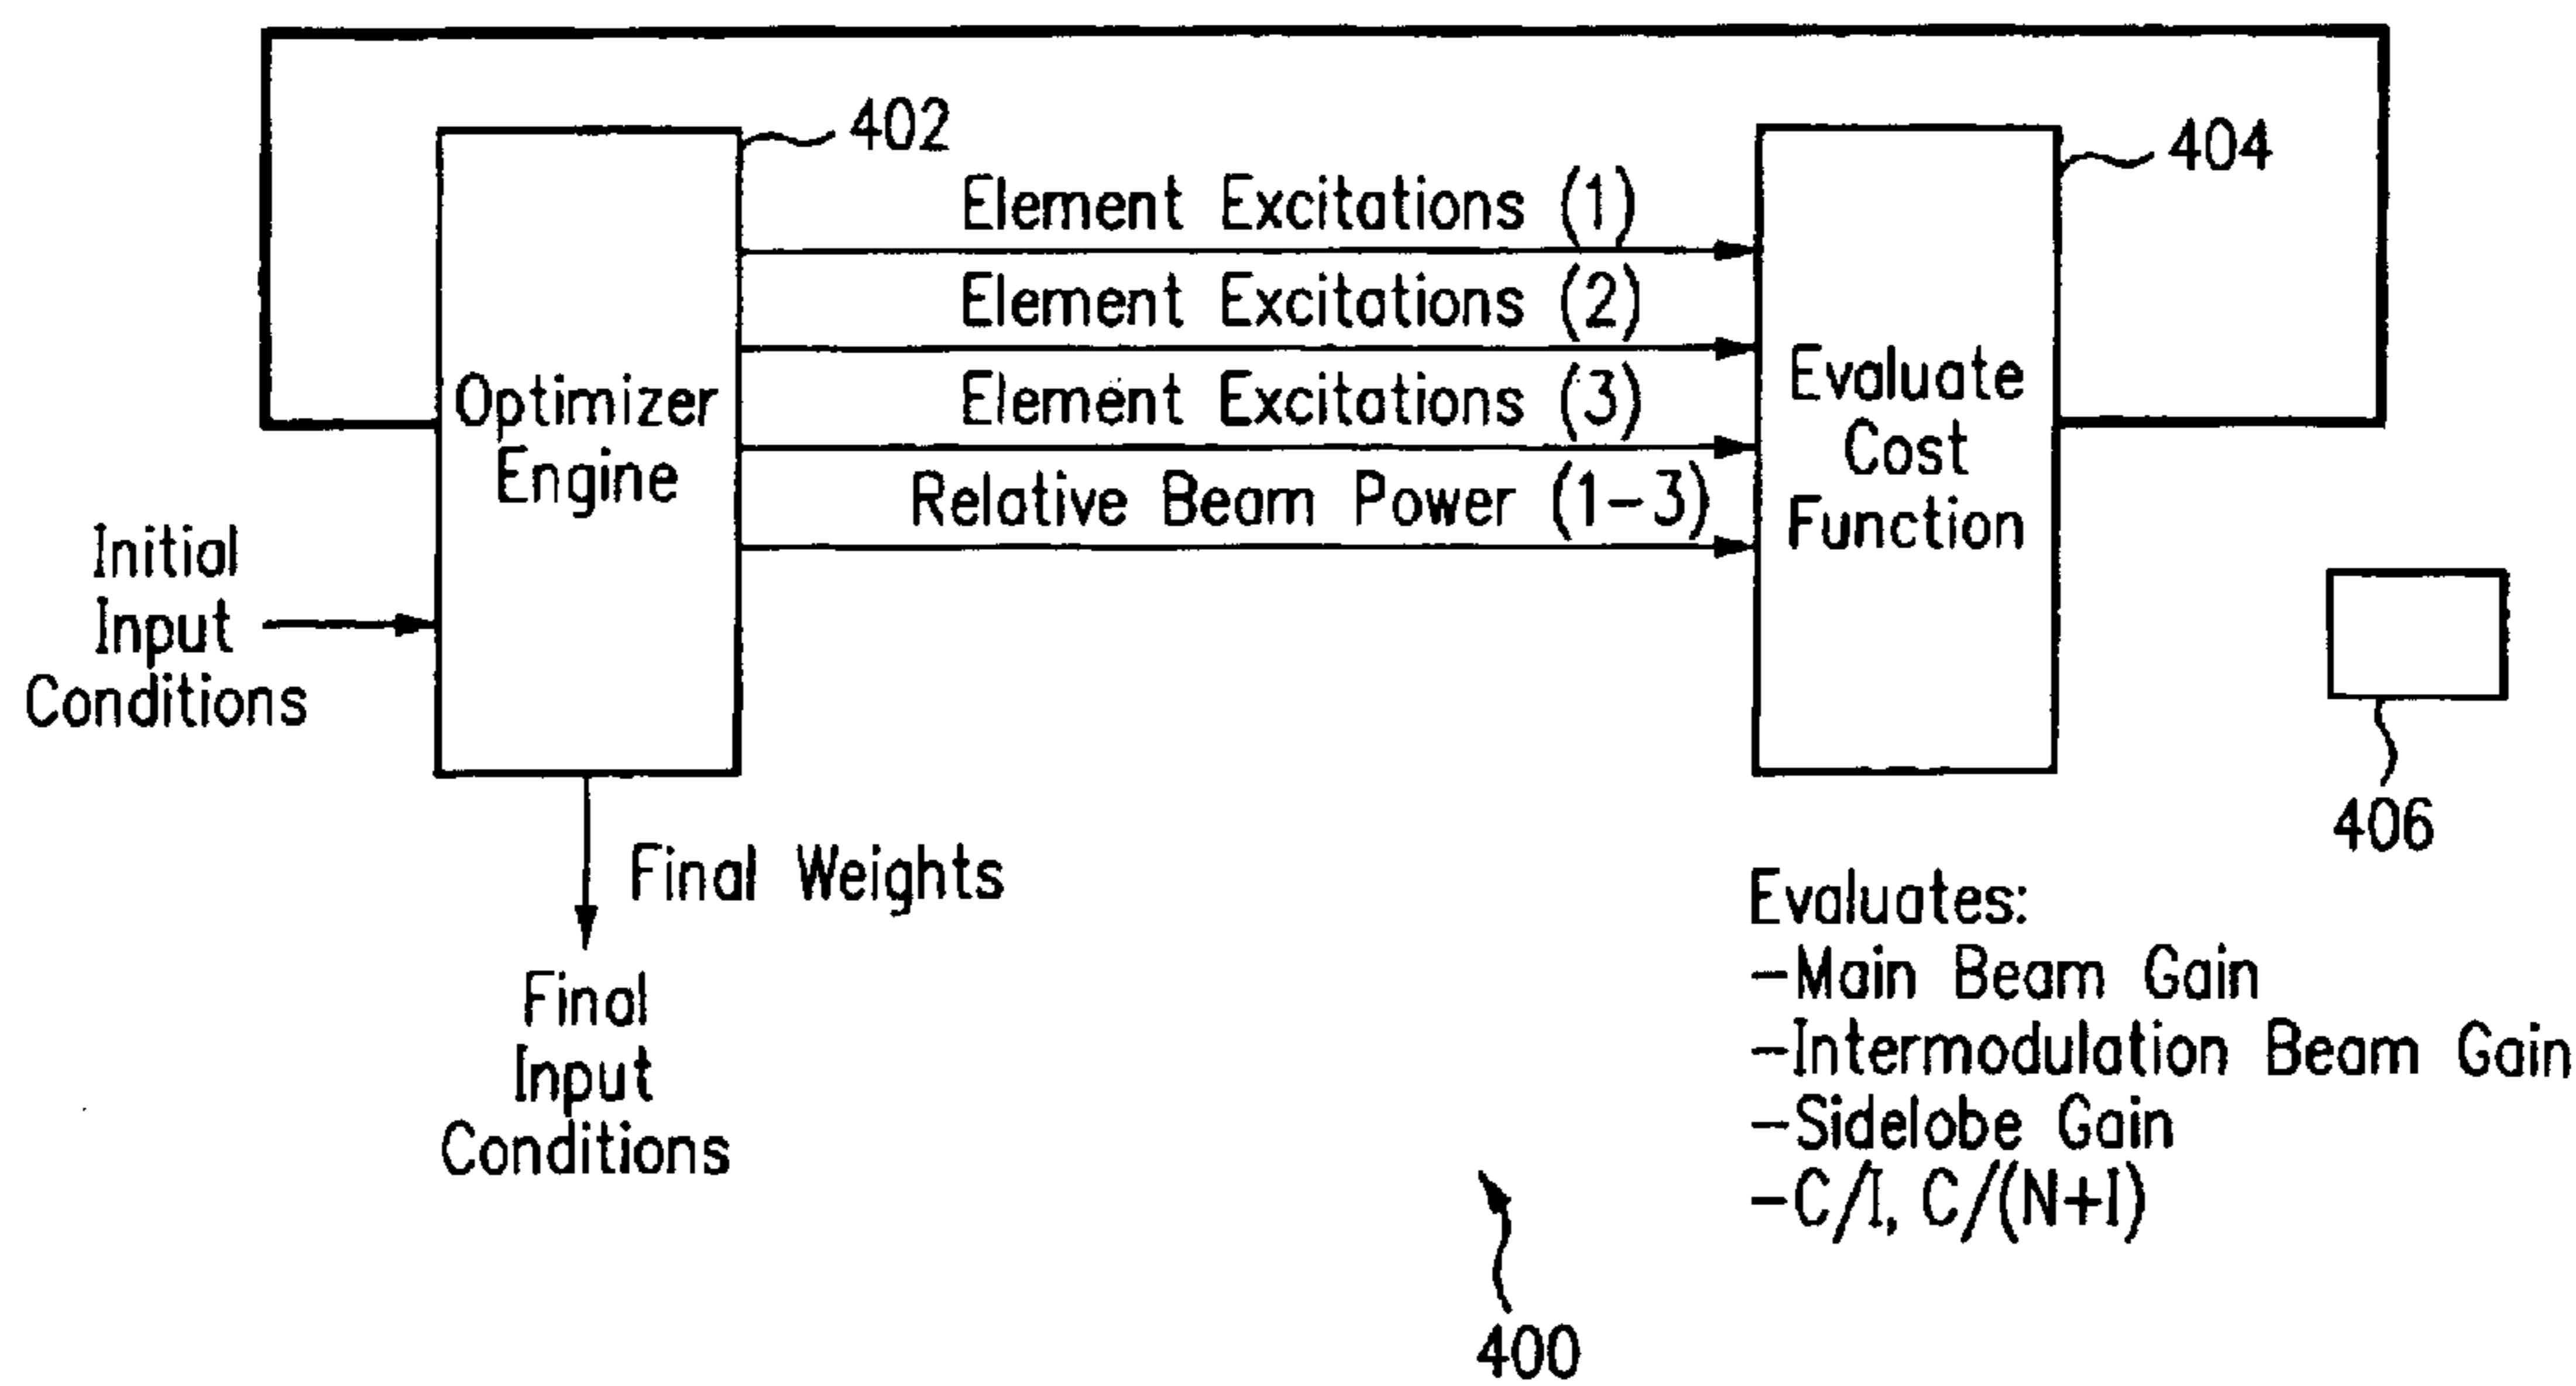 402
404
Element Excitations (1)
Element Excitations (2)
Element Excitations (3)
Relative Beam Power (1-3)
Optimizer
Engine
Evaluate
Cost
Function
Initial
Input
Conditions
406
Final Weights
Final
Input
Conditions
Evaluates:
-Main Beam Gain
-Intermodulation Beam Gain
-Sidelobe Gain
-C/I, C/(N+I)
400